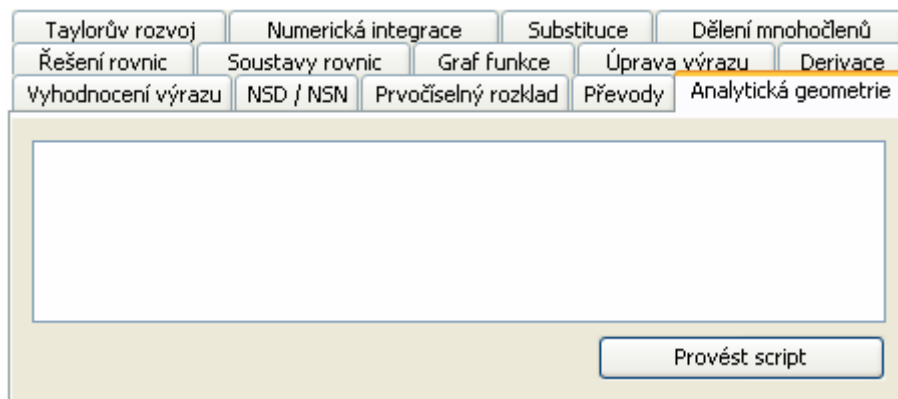 Taylorův rozvoj Numerická integrace Substituce Dělení mnohočlenů
Řešení rovnic Soustavy rovnic Graf funkce Úprava výrazu Derivace
Vyhodnocení výrazu NSD / NSN Prvočíselný rozklad Převody Analytická geometrie
Provést script